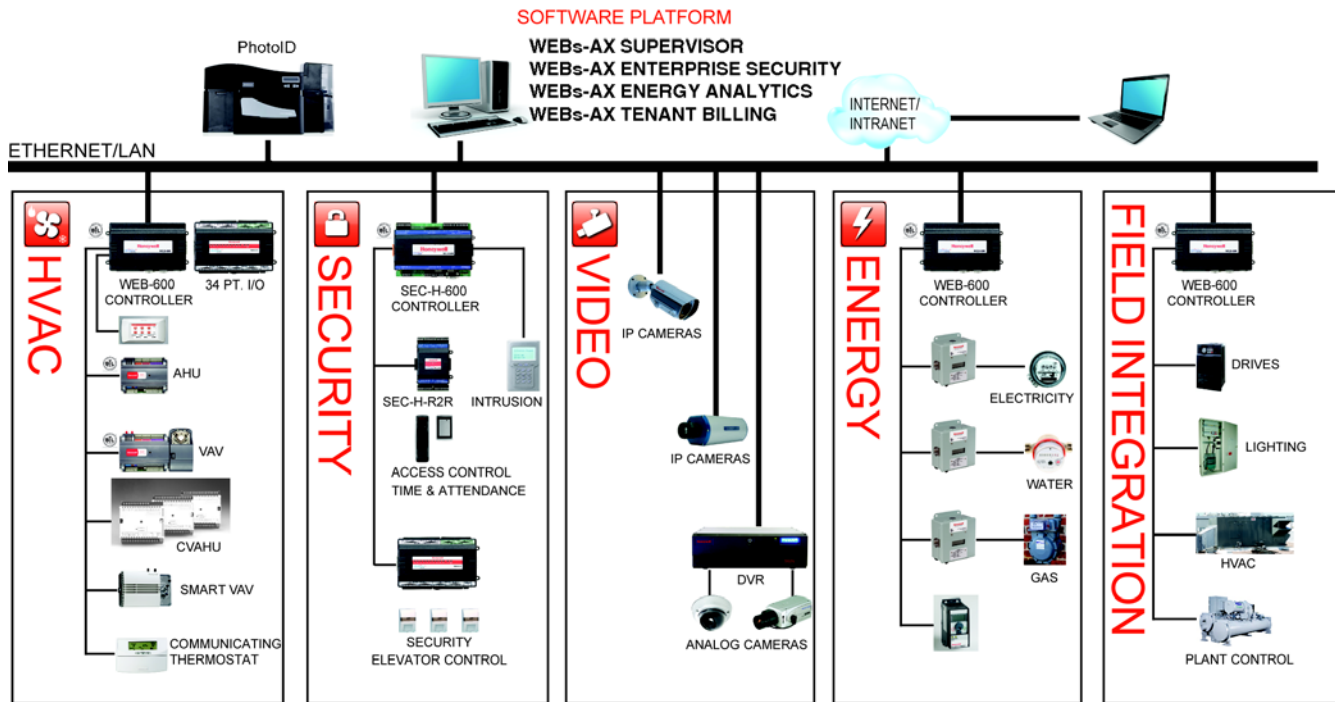 SOFTWARE PLATFORM
PhotoID
WEBs-AX SUPERVISOR
WEBs-AX ENTERPRISE SECURITY
WEBs-AX ENERGY ANALYTICS
WEBs-AX TENANT BILLING
INTERNET/
INTRANET
ETHERNET/LAN
HVAC
WEB-600
CONTROLLER
34 PT. I/O
AHU
VAV
CVAHU
SMART VAV
COMMUNICATING
THERMOSTAT
SECURITY
Honeywell
SEC-H-600
CONTROLLER
SEC-H-R2R
INTRUSION
ACCESS CONTROL
TIME & ATTENDANCE
SECURITY
ELEVATOR CONTROL
VIDEO
IP CAMERAS
IP CAMERAS
DVR
ANALOG CAMERAS
ENERGY
WEB-600
CONTROLLER
ELECTRICITY
WATER
GAS
FIELD INTEGRATION
WEB-600
CONTROLLER
DRIVES
LIGHTING
HVAC
PLANT CONTROL